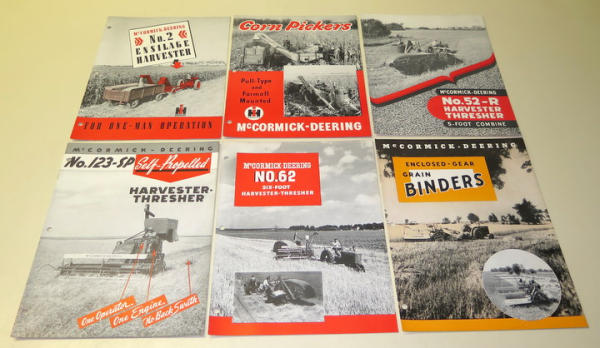 McCORMICK-DEERING
No. 2
ENSILAGE
HARVESTER
FOR ONE-MAN OPERATION
Corn Pickers
Pull-Type
and
Farmall
Mounted
IH
McCORMICK-DEERING
McCORMICK-DEERING
No. 52-R
HARVESTER
THRESHER
5-FOOT COMBINE
McCORMICK-DEERING
No. 123-SP Self-Propelled
HARVESTER-
THRESHER
One Operator
One Engine
No Back Swath
McCORMICK-DEERING
NO. 62
SIX-FOOT
HARVESTER-THRESHER
McCORMICK-DEERING
ENCLOSED-GEAR
GRAIN
BINDERS